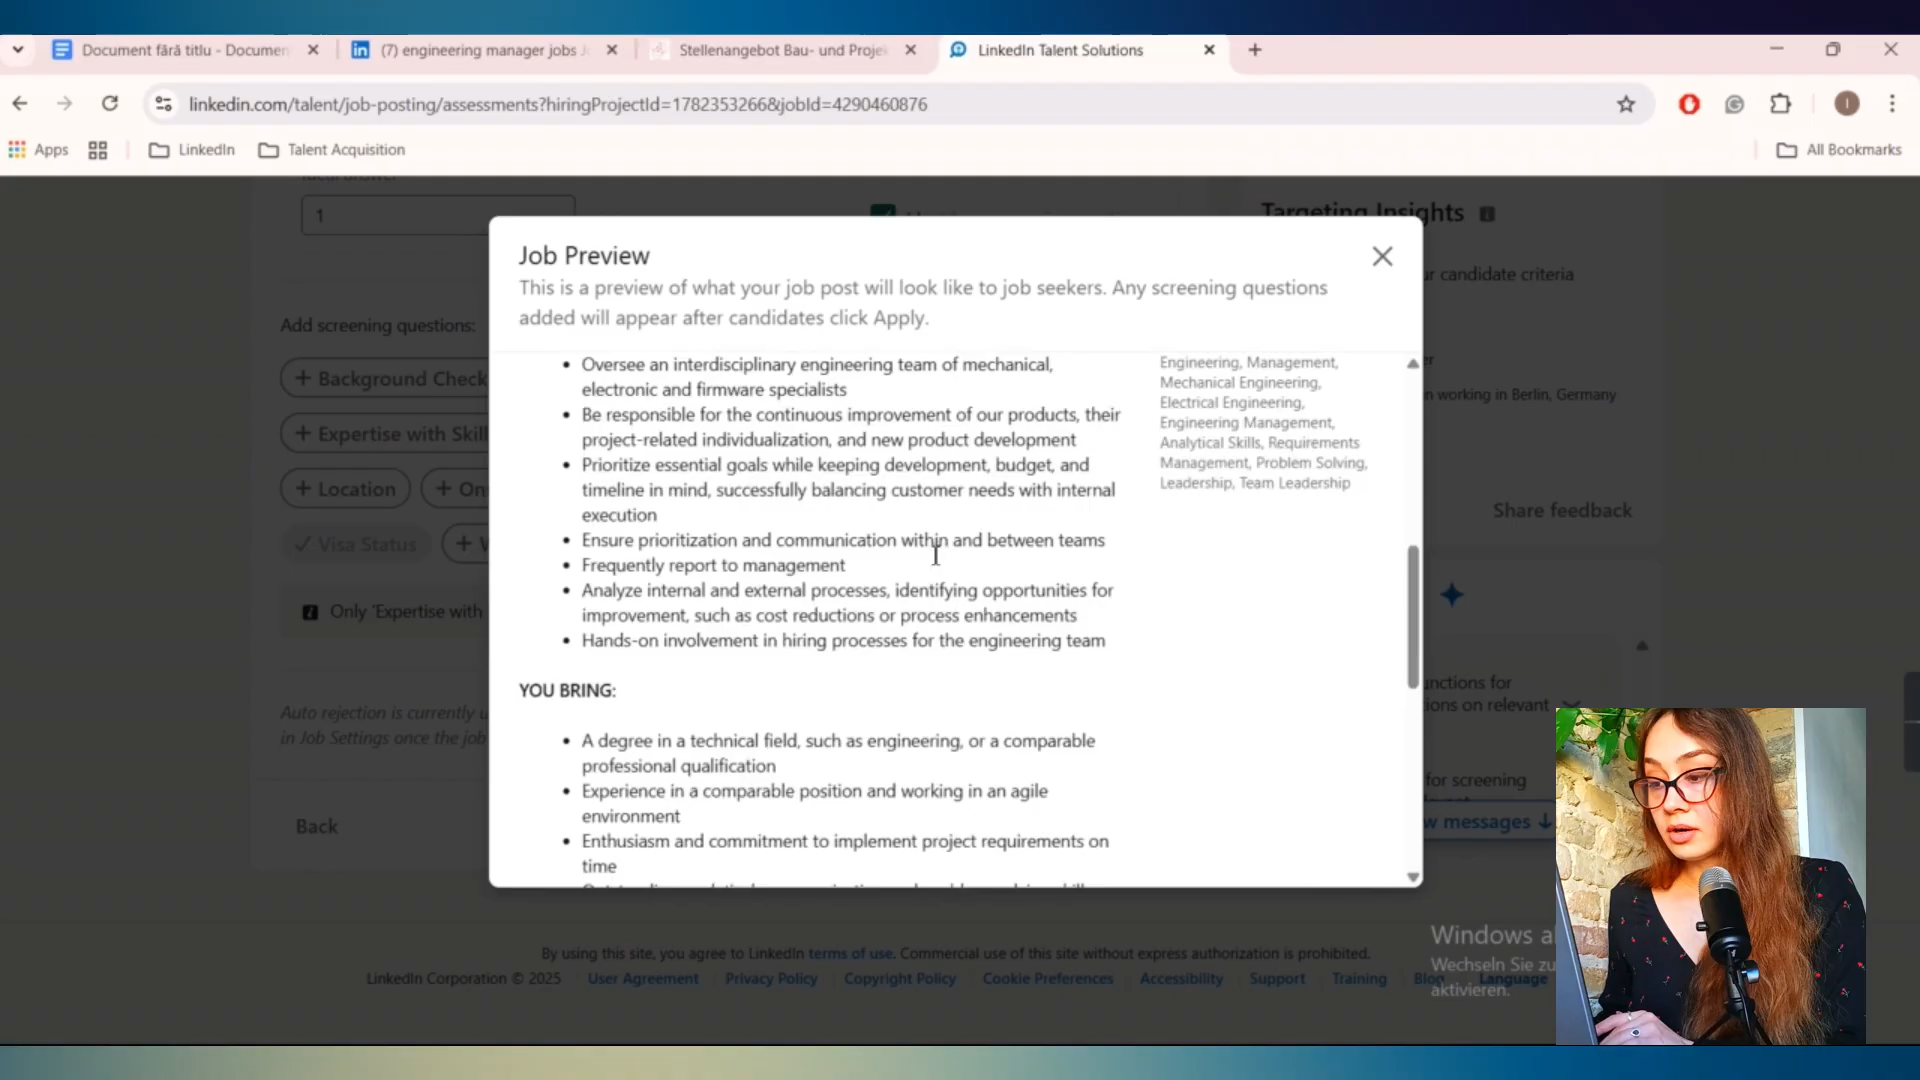 Document fără titlu - Documen
(7) engineering manager jobs
Stellenangebot Bau- und Projek
LinkedIn Talent Solutions
linkedin.com/talent/job-posting/assessments?hiringProjectId=1782353266&jobId=4290460876
Apps
LinkedIn
Talent Acquisition
All Bookmarks
1
Targeting Insights
Job Preview
This is a preview of what your job post will look like to job seekers. Any screening questions
added will appear after candidates click Apply.
ur candidate criteria
Add screening questions:
+ Background Check
+ Expertise with Skill
+ Location
+ On
✓ Visa Status
+
Only 'Expertise with
Auto rejection is currently
in Job Settings once the job
Back
• Oversee an interdisciplinary engineering team of mechanical,
electronic and firmware specialists
• Be responsible for the continuous improvement of our products, their
project-related individualization, and new product development
• Prioritize essential goals while keeping development, budget, and
timeline in mind, successfully balancing customer needs with internal
execution
• Ensure prioritization and communication within and between teams
• Frequently report to management
• Analyze internal and external processes, identifying opportunities for
improvement, such as cost reductions or process enhancements
• Hands-on involvement in hiring processes for the engineering team
YOU BRING:
• A degree in a technical field, such as engineering, or a comparable
professional qualification
• Experience in a comparable position and working in an agile
environment
• Enthusiasm and commitment to implement project requirements on
time
Engineering, Management,
Mechanical Engineering,
Electrical Engineering,
Engineering Management,
Analytical Skills, Requirements
Management, Problem Solving,
Leadership, Team Leadership
er
n working in Berlin, Germany
Share feedback
unctions for
ions on relevant
for screening
w messages ↓
By using this site, you agree to LinkedIn terms of use. Commercial use of this site without express authorization is prohibited.
LinkedIn Corporation © 2025
User Agreement
Privacy Policy
Copyright Policy
Cookie Preferences
Accessibility
Support
Training
Blog
Language
Windows a
Wechseln Sie zu
aktivieren.